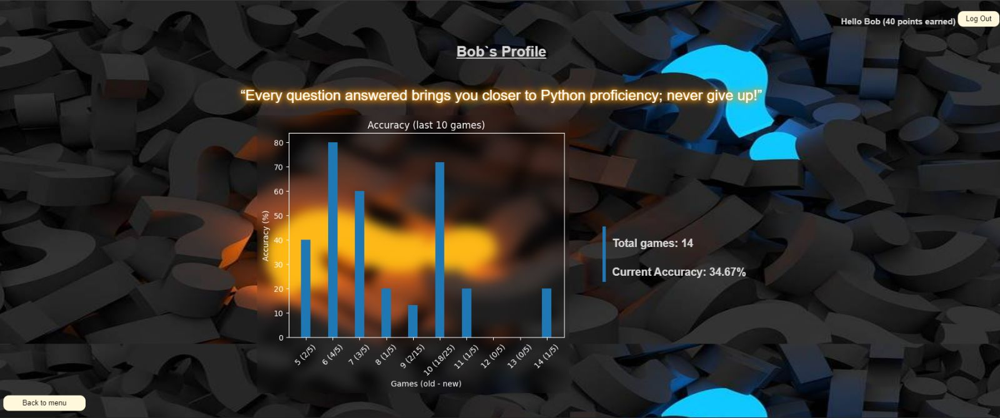 Hello Bob (40 points earned)
Log Out
Bob`s Profile
“Every question answered brings you closer to Python proficiency; never give up!”
Accuracy (last 10 games)
Accuracy (%)
80
70
60
50
40
30
20
10
0
5 (2/5)
6 (4/5)
7 (3/5)
8 (1/5)
9 (2/15)
10 (18/25)
11 (1/5)
12 (0/5)
13 (0/5)
14 (1/5)
Games (old - new)
Total games: 14
Current Accuracy: 34.67%
Back to menu